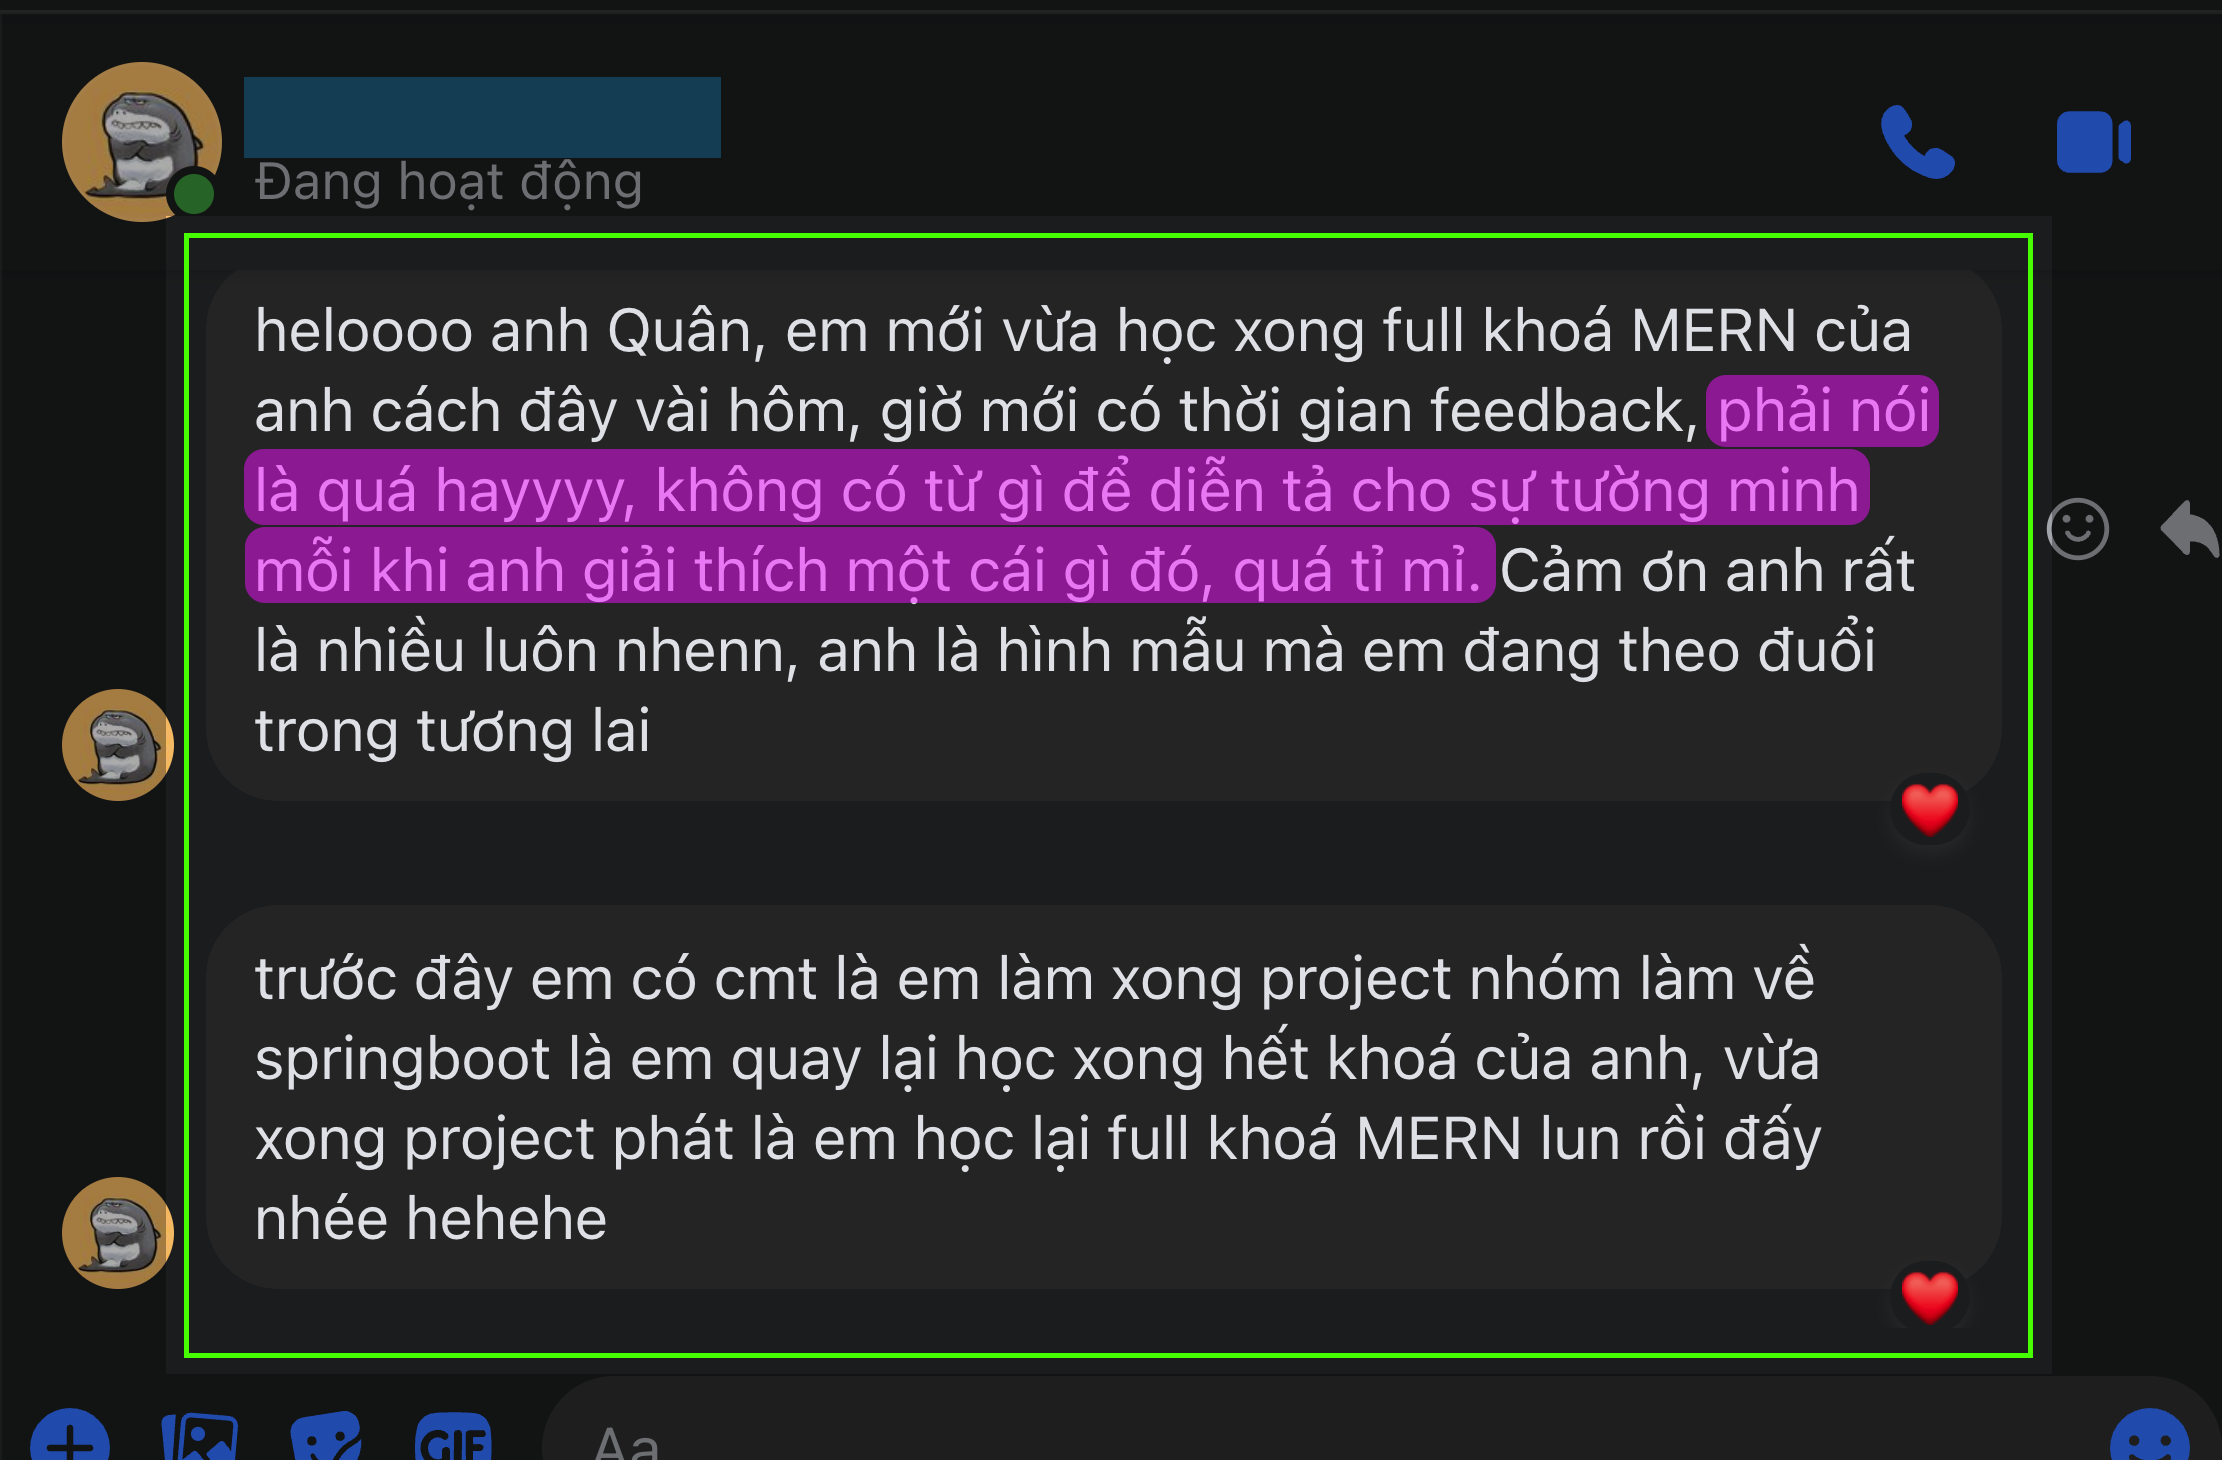 Đang hoạt động
heloooo anh Quân, em mới vừa học xong full khoá MERN của
anh cách đây vài hôm, giờ mới có thời gian feedback, phải nói
là quá hayyyy, không có từ gì để diễn tả cho sự tường minh
mỗi khi anh giải thích một cái gì đó, quá tỉ mỉ. Cảm ơn anh rất
là nhiều luôn nhenn, anh là hình mẫu mà em đang theo đuổi
trong tương lai
trước đây em có cmt là em làm xong project nhóm làm về
springboot là em quay lại học xong hết khoá của anh, vừa
xong project phát là em học lại full khoá MERN lun rồi đấy
nhée hehehe
GIF Aa